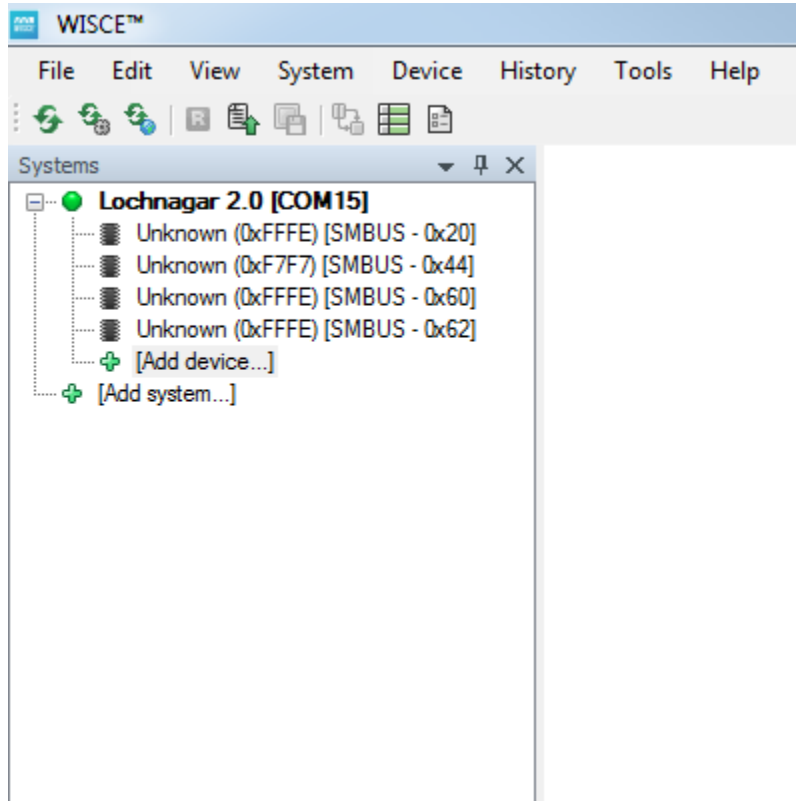 WISCE™
File Edit View System Device History Tools Help
R
Systems
Lochnagar 2.0 [COM15]
Unknown (0xFFFE) [SMBUS - 0x20]
Unknown (0xF7F7) [SMBUS - 0x44]
Unknown (0xFFFE) [SMBUS - 0x60]
Unknown (0xFFFE) [SMBUS - 0x62]
[Add device...]
[Add system...]